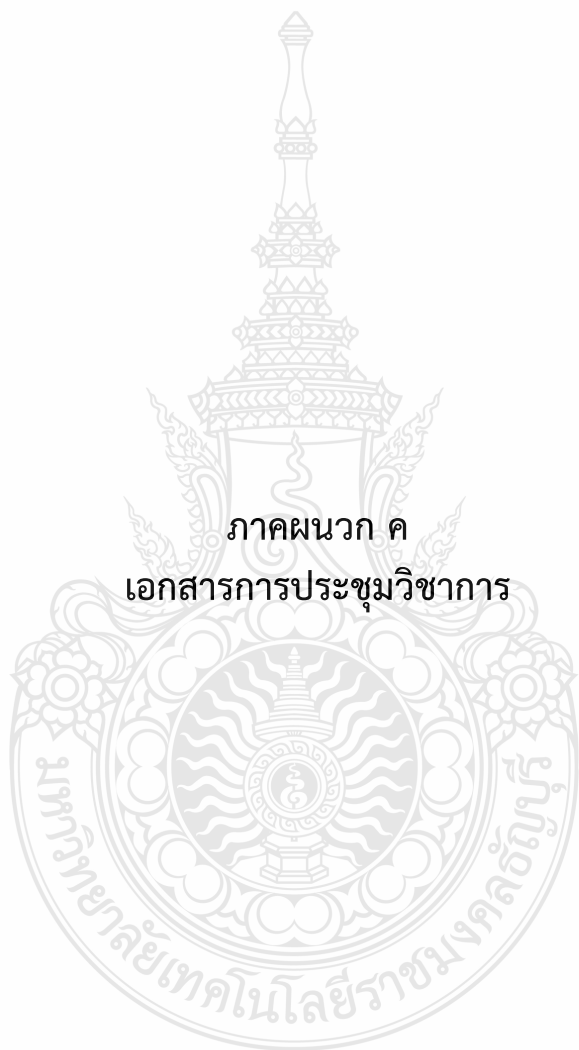 ภาคผนวก ค
เอกสารการประชุมวิชาการ
มหาวิทยาลัยเทคโนโลยีราชมงคลธัญบุรี